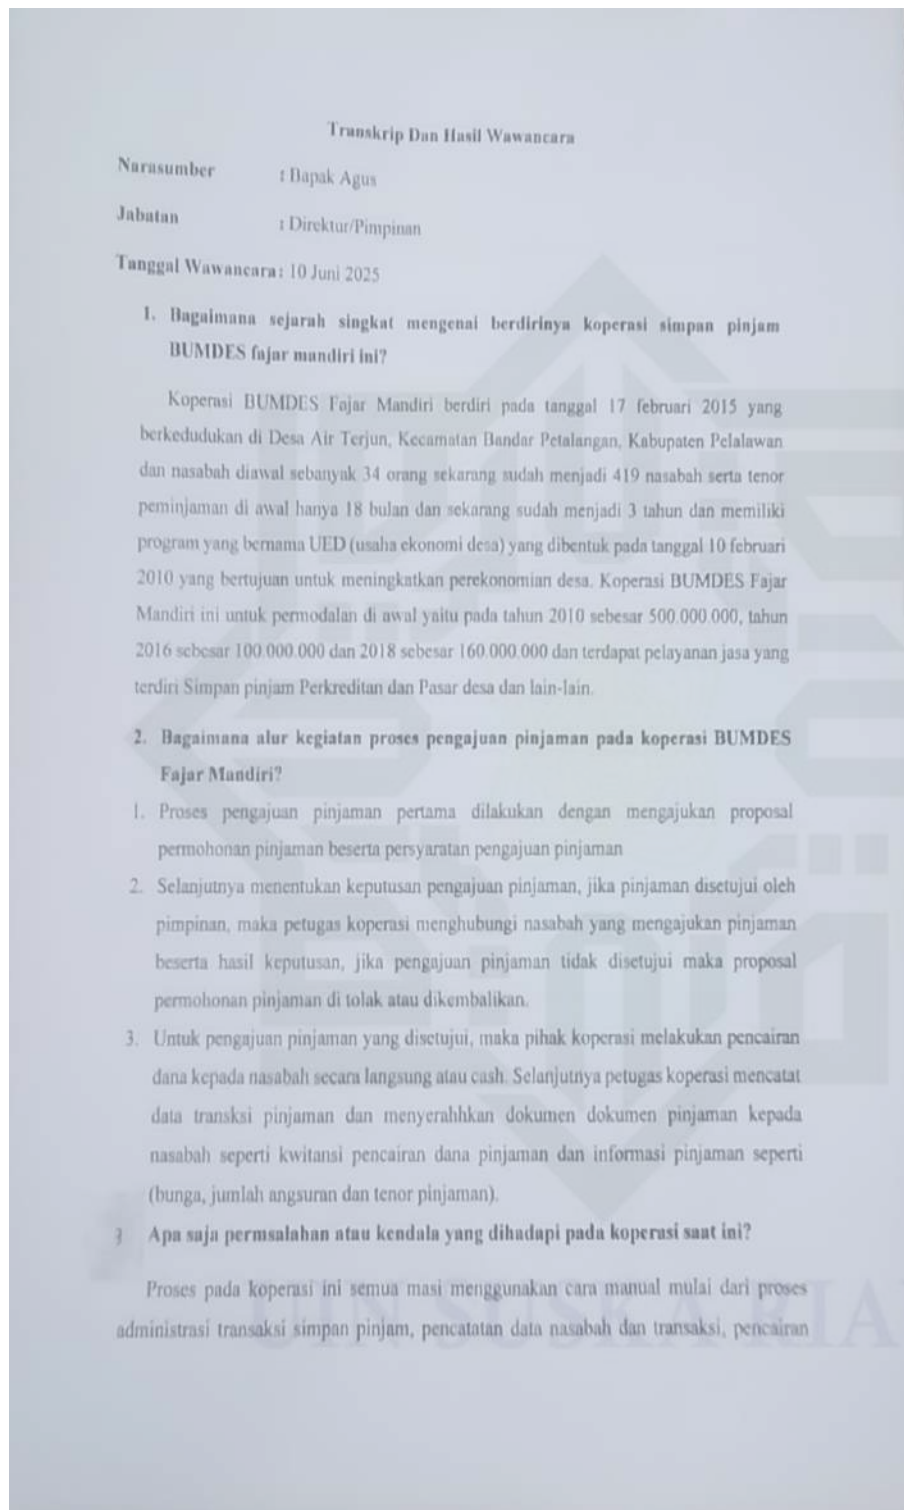 Transkrip Dan Hasil Wawancara
Narasumber : Bapak Agus
Jabatan : Direktur/Pimpinan
Tanggal Wawancara : 10 Juni 2025
1. Bagaimana sejarah singkat mengenai berdirinya koperasi simpan pinjam
BUMDES fajar mandiri ini?
Koperasi BUMDES Fajar Mandiri berdiri pada tanggal 17 februari 2015 yang
berkedudukan di Desa Air Terjun, Kecamatan Bandar Petalangan, Kabupaten Pelalawan
dan nasabah diawal sebanyak 34 orang sekarang sudah menjadi 419 nasabah serta tenor
peminjaman di awal hanya 18 bulan dan sekarang sudah menjadi 3 tahun dan memiliki
program yang bernama UED (usaha ekonomi desa) yang dibentuk pada tanggal 10 februari
2010 yang bertujuan untuk meningkatkan perekonomian desa. Koperasi BUMDES Fajar
Mandiri ini untuk permodalan di awal yaitu pada tahun 2010 sebesar 500.000.000, tahun
2016 sebesar 100.000.000 dan 2018 sebesar 160.000.000 dan terdapat pelayanan jasa yang
terdiri Simpan pinjam Perkreditan dan Pasar desa dan lain-lain.
2. Bagaimana alur kegiatan proses pengajuan pinjaman pada koperasi BUMDES
Fajar Mandiri?
1. Proses pengajuan pinjaman pertama dilakukan dengan mengajukan proposal
permohonan pinjaman beserta persyaratan pengajuan pinjaman
2. Selanjutnya menentukan keputusan pengajuan pinjaman, jika pinjaman disetujui oleh
pimpinan, maka petugas koperasi menghubungi nasabah yang mengajukan pinjaman
beserta hasil keputusan, jika pengajuan pinjaman tidak disetujui maka proposal
permohonan pinjaman di tolak atau dikembalikan.
3. Untuk pengajuan pinjaman yang disetujui, maka pihak koperasi melakukan pencairan
dana kepada nasabah secara langsung atau cash. Selanjutnya petugas koperasi mencatat
data transksi pinjaman dan menyerahhkan dokumen dokumen pinjaman kepada
nasabah seperti kwitansi pencairan dana pinjaman dan informasi pinjaman seperti
(bunga, jumlah angsuran dan tenor pinjaman).
3 Apa saja permsalahan atau kendala yang dihadapi pada koperasi saat ini?
Proses pada koperasi ini semua masi menggunakan cara manual mulai dari proses
administrasi transaksi simpan pinjam, pencatatan data nasabah dan transaksi, pencairan
UIN SUSKA RIA